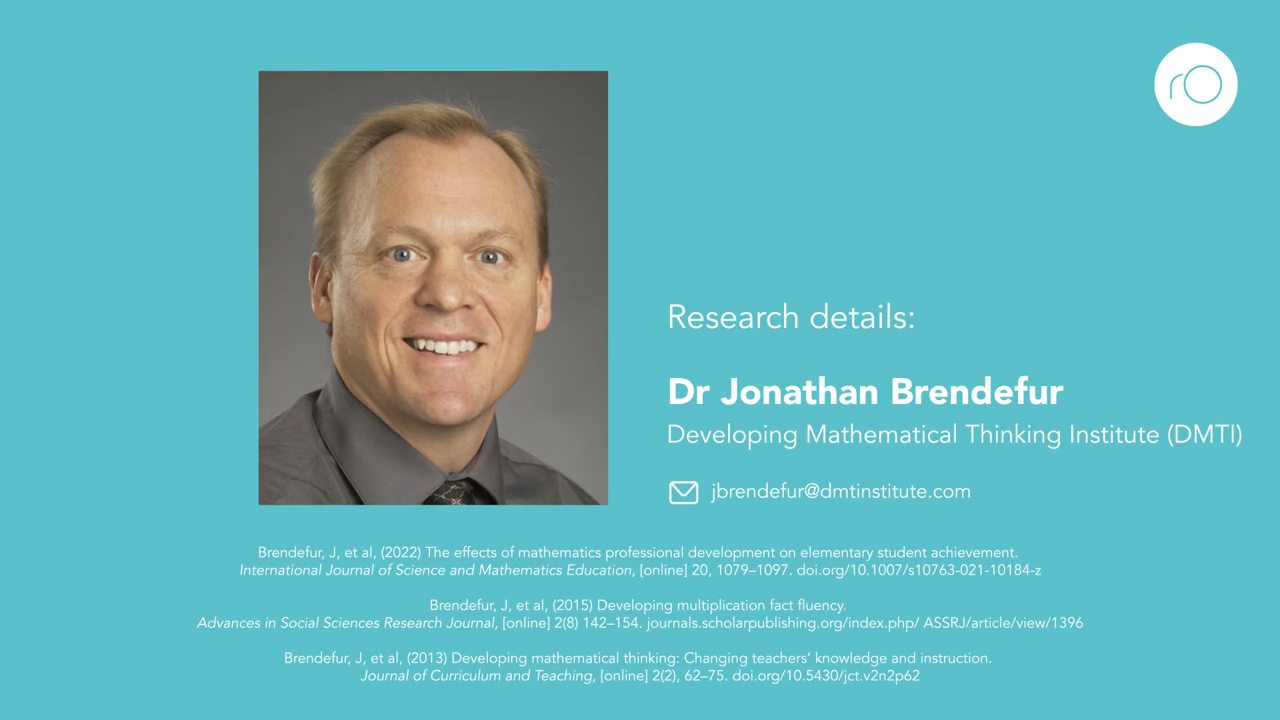 rO
Research details:
Dr Jonathan Brendefur
Developing Mathematical Thinking Institute (DMTI)
jbrendefur@dmtinstitute.com
Brendefur, J, et al, (2022) The effects of mathematics professional development on elementary student achievement.
International Journal of Science and Mathematics Education, [online] 20, 1079–1097. doi.org/10.1007/s10763-021-10184-z
Brendefur, J, et al, (2015) Developing multiplication fact fluency.
Advances in Social Sciences Research Journal, [online] 2(8) 142–154. journals.scholarpublishing.org/index.php/ ASSRJ/article/view/1396
Brendefur, J, et al, (2013) Developing mathematical thinking: Changing teachers’ knowledge and instruction.
Journal of Curriculum and Teaching, [online] 2(2), 62–75. doi.org/10.5430/jct.v2n2p62